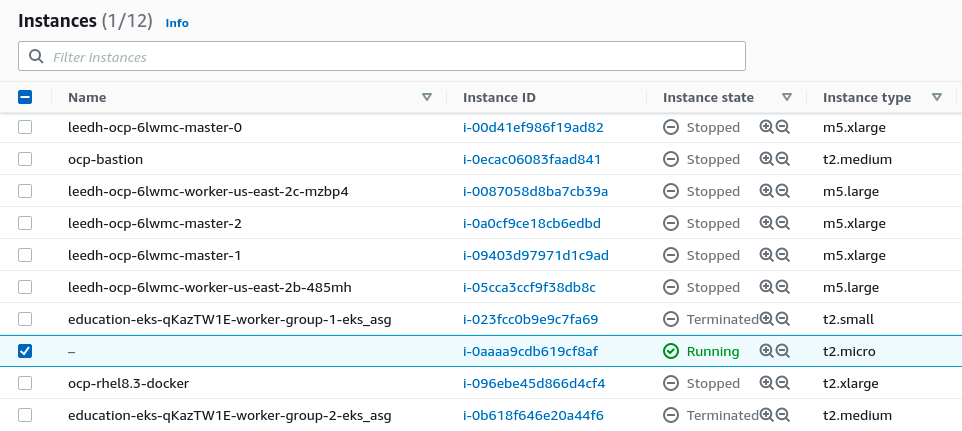 Instances (1/12) Info
Filter instances
Name Instance ID Instance state Instance type
leedh-ocp-6lwmc-master-0 i-00d41ef986f19ad82 Stopped m5.xlarge
ocp-bastion i-0ecac06083faad841 Stopped t2.medium
leedh-ocp-6lwmc-worker-us-east-2c-mzbp4 i-0087058d8ba7cb39a Stopped m5.large
leedh-ocp-6lwmc-master-2 i-0a0cf9ce18cb6edbd Stopped m5.xlarge
leedh-ocp-6lwmc-master-1 i-09403d97971d1c9ad Stopped m5.xlarge
leedh-ocp-6lwmc-worker-us-east-2b-485mh i-05cca3ccf9f38db8c Stopped m5.large
education-eks-qKazTW1E-worker-group-1-eks_asg i-023fcc0b9e9c7fa69 Terminated t2.small
– i-0aaaa9cdb619cf8af Running t2.micro
ocp-rhel8.3-docker i-096ebe45d866d4cf4 Stopped t2.xlarge
education-eks-qKazTW1E-worker-group-2-eks_asg i-0b618f646e20a44f6 Terminated t2.medium